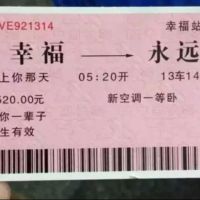 VE921314 幸福站
幸福 → 永远
上你那天 05:20开 13车14
520.00元 新空调一等卧
你一辈子
生有效